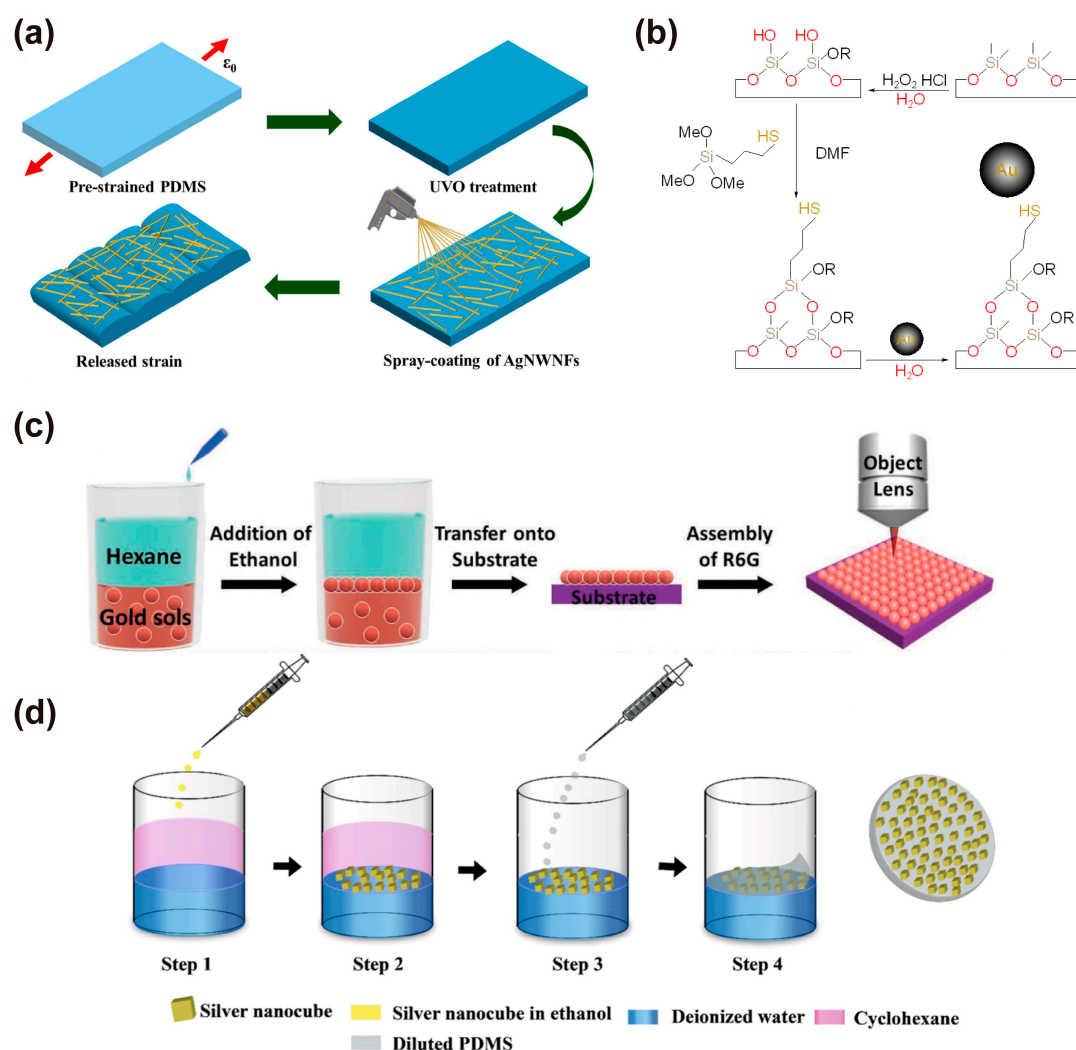 (a)
ε₀
Pre-strained PDMS
UVO treatment
Released strain
Spray-coating of AgNWNFs
(b)
HO HO
Si Si OR
O O O
H₂O₂ HCl
H₂O
Si Si
O O O
MeO HS
Si
MeO OMe
DMF
Au
HS
OR
Si
O O
OR
Si Si
O O O
Au
H₂O
HS
OR
Si
O O
OR
Si Si
O O O
(c)
Hexane
Gold sols
Addition of
Ethanol
Transfer onto
Substrate
Substrate
Assembly
of R6G
Object
Lens
(d)
Step 1
Step 2
Step 3
Step 4
Silver nanocube
Silver nanocube in ethanol
Deionized water
Cyclohexane
Diluted PDMS